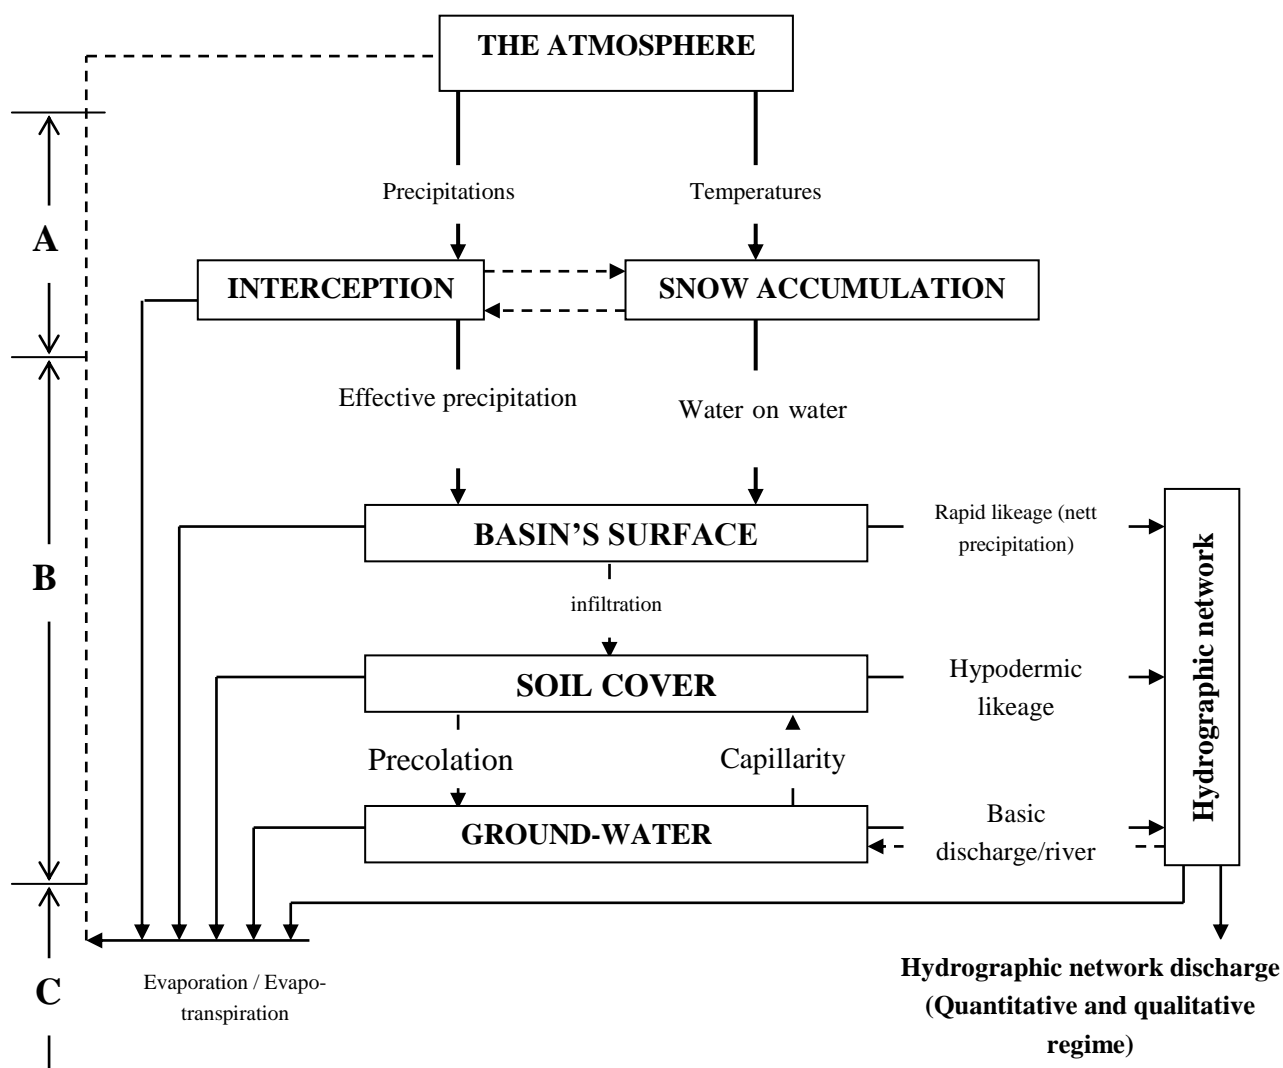 THE ATMOSPHERE
Precipitations
Temperatures
A
INTERCEPTION
SNOW ACCUMULATION
Effective precipitation
Water on water
BASIN'S SURFACE
Rapid likeage (nett
precipitation)
B
infiltration
SOIL COVER
Hypodermic
likeage
Hydrographic network
Precolation
Capillarity
GROUND-WATER
Basic
discharge/river
C
Evaporation / Evapo-
transpiration
Hydrographic network discharge
(Quantitative and qualitative
regime)